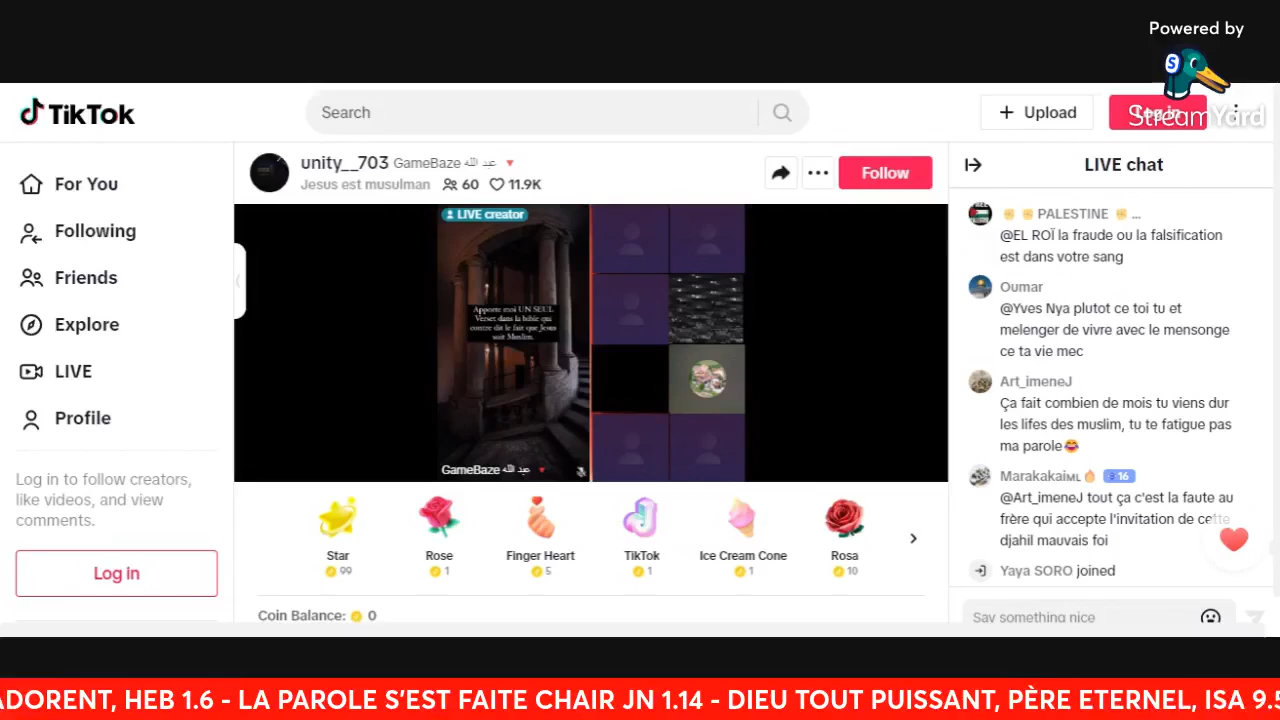 Powered by
S
StreamYard
TikTok
Search
Upload
Log in
For You
Following
Friends
Explore
LIVE
Profile
Log in to follow creators,
like videos, and view
comments.
Log in
unity__703 GameBaze عبد الله
Jesus est musulman 60 11.9K
Follow
LIVE creator
Apporte moi UN SEUL
Verset dans la bible qui
contre dit le fait que Jesus
soit Muslim.
GameBaze عبد الله
Star
99
Rose
1
Finger Heart
5
TikTok
1
Ice Cream Cone
1
Rosa
10
Coin Balance: 0
LIVE chat
✊ ✊ PALESTINE ✊ ...
@EL ROÏ la fraude ou la falsification
est dans votre sang
Oumar
@Yves Nya plutot ce toi tu et
melenger de vivre avec le mensonge
ce ta vie mec
Art_imeneJ
Ça fait combien de mois tu viens dur
les lifes des muslim, tu te fatigue pas
ma parole😂
Marakakaiᴍʟ 16
@Art_imeneJ tout ça c'est la faute au
frère qui accepte l'invitation de cette
djahil mauvais foi
Yaya SORO joined
Say something nice
ADORENT, HEB 1.6 - LA PAROLE S'EST FAITE CHAIR JN 1.14 - DIEU TOUT PUISSANT, PÈRE ETERNEL, ISA 9.5